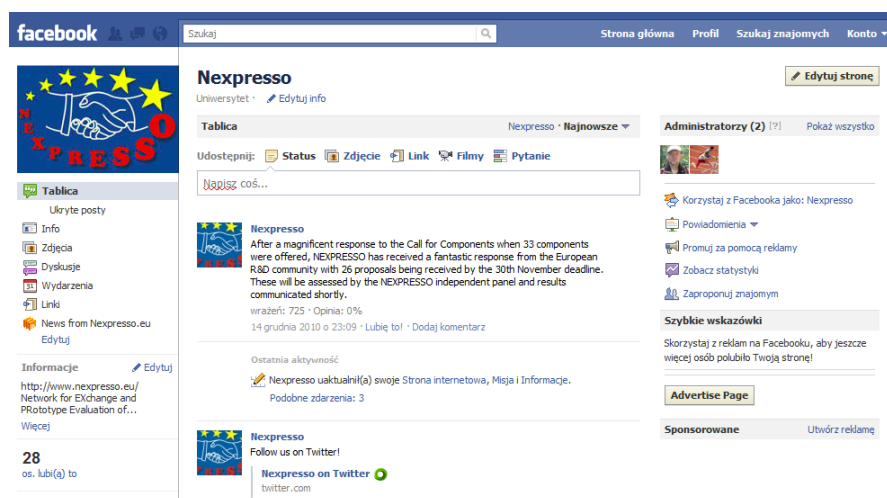 facebook
Szukaj
Strona główna Profil Szukaj znajomych Konto
NEXPRESSO
Tablica
Ukryte posty
Info
Zdjęcia
Dyskusje
Wydarzenia
31
Linki
News from Nexpresso.eu
Edytuj
Informacje Edytuj
http://www.nexpresso.eu/
Network for EXchange and
PRototype Evaluation of...
Więcej
28
os. lubi(ą) to
Nexpresso
Uniwersytet · Edytuj info
Tablica Nexpresso · Najnowsze
Udostępnij: Status Zdjęcie Link Filmy Pytanie
Napisz coś...
Nexpresso
After a magnificent response to the Call for Components when 33 components
were offered, NEXPRESSO has received a fantastic response from the European
R&D community with 26 proposals being received by the 30th November deadline.
These will be assessed by the NEXPRESSO independent panel and results
communicated shortly.
wrażeń: 725 · Opinia: 0%
14 grudnia 2010 o 23:09 · Lubię to! · Dodaj komentarz
Ostatnia aktywność
Nexpresso uaktualnił(a) swoje Strona internetowa, Misja i Informacje.
Podobne zdarzenia: 3
Nexpresso
Follow us on Twitter!
Nexpresso on Twitter
twitter.com
Edytuj stronę
Administratorzy (2) [?] Pokaż wszystko
Korzystaj z Facebooka jako: Nexpresso
Powiadomienia
Promuj za pomocą reklamy
Zobacz statystyki
Zaproponuj znajomym
Szybkie wskazówki
Skorzystaj z reklam na Facebooku, aby jeszcze
więcej osób polubiło Twoją stronę!
Advertise Page
Sponsorowane Utwórz reklamę